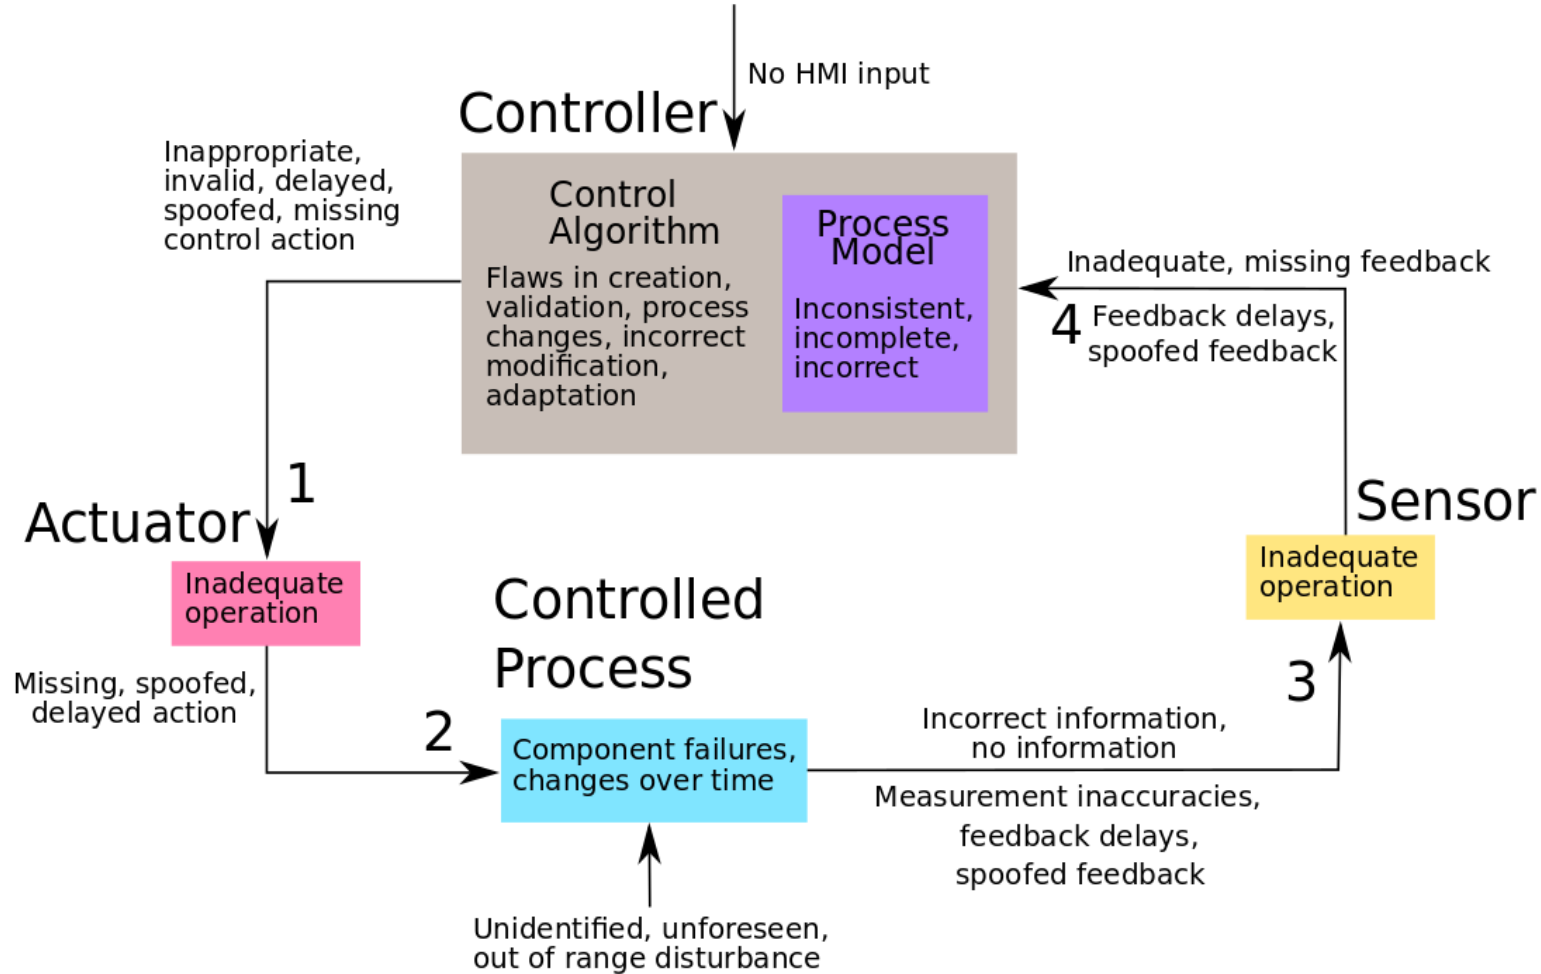 No HMI input
Controller
Inappropriate,
invalid, delayed,
spoofed, missing
control action
Control
Algorithm
Flaws in creation,
validation, process
changes, incorrect
modification,
adaptation
Process
Model
Inconsistent,
incomplete,
incorrect
Inadequate, missing feedback
4
Feedback delays,
spoofed feedback
1
Actuator
Inadequate
operation
Sensor
Inadequate
operation
Missing, spoofed,
delayed action
2
Controlled
Process
Component failures,
changes over time
3
Incorrect information,
no information
Measurement inaccuracies,
feedback delays,
spoofed feedback
Unidentified, unforeseen,
out of range disturbance